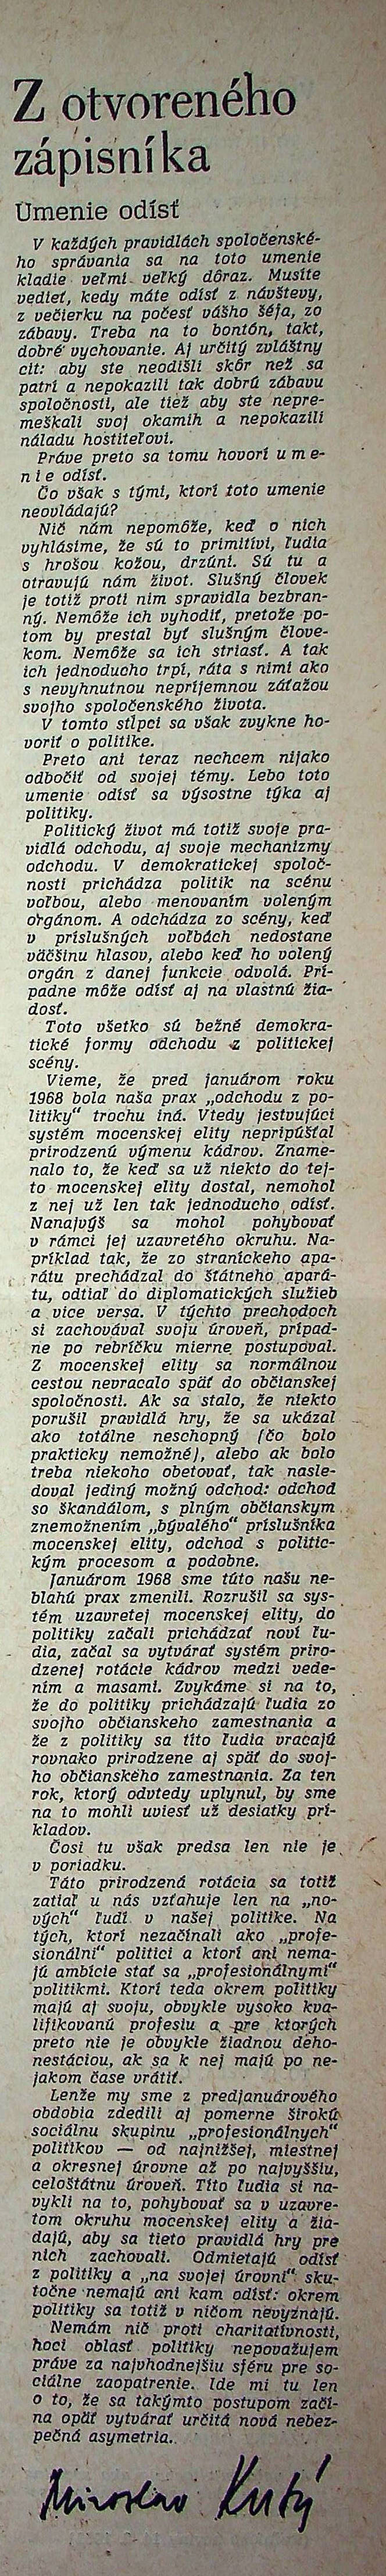 Z otvoreného
zápisníka
Umenie odísť
V každých pravidlách spoločenské-
ho správania sa na toto umenie
kladie veľmi veľký dôraz. Musíte
vedieť, kedy máte odísť z návštevy,
z večierku na počesť vášho šéfa, zo
zábavy. Treba na to bontón, takt,
dobré vychovanie. Aj určitý zvláštny
cit: aby ste neodišli skôr než sa
patrí a nepokazili tak dobrú zábavu
spoločnosti, ale tiež aby ste nepre-
meškali svoj okamih a nepokazili
náladu hostiteľovi.
Práve preto sa tomu hovorí u m e-
n i e odísť.
Čo však s tými, ktorí toto umenie
neovládajú?
Nič nám nepomôže, keď o nich
vyhlásime, že sú to primitívi, ľudia
s hrošou kožou, drzúni. Sú tu a
otravujú nám život. Slušný človek
je totiž proti nim spravidla bezbran-
ný. Nemôže ich vyhodiť, pretože po-
tom by prestal byť slušným člove-
kom. Nemôže sa ich striasť. A tak
ich jednoducho trpí, ráta s nimi ako
s nevyhnutnou nepríjemnou záťažou
svojho spoločenského života.
V tomto stĺpci sa však zvykne ho-
voriť o politike.
Preto ani teraz nechcem nijako
odbočiť od svojej témy. Lebo toto
umenie odísť sa výsostne týka aj
politiky.
Politický život má totiž svoje pra-
vidlá odchodu, aj svoje mechanizmy
odchodu. V demokratickej spoloč-
nosti prichádza politik na scénu
voľbou, alebo menovaním voleným
orgánom. A odchádza zo scény, keď
v príslušných voľbách nedostane
väčšinu hlasov, alebo keď ho volený
orgán z danej funkcie odvolá. Prí-
padne môže odísť aj na vlastnú žia-
dosť.
Toto všetko sú bežné demokra-
tické formy odchodu z politickej
scény.
Vieme, že pred januárom roku
1968 bola naša prax „odchodu z po-
litiky“ trochu iná. Vtedy jestvujúci
systém mocenskej elity nepripúšťal
prirodzenú výmenu kádrov. Zname-
nalo to, že keď sa už niekto do tej-
to mocenskej elity dostal, nemohol
z nej už len tak jednoducho odísť.
Nanajvýš sa mohol pohybovať
v rámci jej uzavretého okruhu. Na-
príklad tak, že zo straníckeho apa-
rátu prechádzal do štátneho apará-
tu, odtiaľ do diplomatických služieb
a vice versa. V týchto prechodoch
si zachovával svoju úroveň, prípad-
ne po rebríčku mierne postupoval.
Z mocenskej elity sa normálnou
cestou nevracalo späť do občianskej
spoločnosti. Ak sa stalo, že niekto
porušil pravidlá hry, že sa ukázal
ako totálne neschopný (čo bolo
prakticky nemožné), alebo ak bolo
treba niekoho obetovať, tak nasle-
doval jediný možný odchod: odchod
so škandálom, s plným občianskym
znemožnením „bývalého“ príslušníka
mocenskej elity, odchod s politic-
kým procesom a podobne.
Januárom 1968 sme túto našu ne-
blahú prax zmenili. Rozrušil sa sys-
tém uzavretej mocenskej elity, do
politiky začali prichádzať noví ľu-
dia, začal sa vytvárať systém priro-
dzenej rotácie kádrov medzi vede-
ním a masami. Zvykáme si na to,
že do politiky prichádzajú ľudia zo
svojho občianskeho zamestnania a
že z politiky sa títo ľudia vracajú
rovnako prirodzene aj späť do svoj-
ho občianskeho zamestnania. Za ten
rok, ktorý odvtedy uplynul, by sme
na to mohli uviesť už desiatky prí-
kladov.
Čosi tu však predsa len nie je
v poriadku.
Táto prirodzená rotácia sa totiž
zatiaľ u nás vzťahuje len na „no-
vých“ ľudí v našej politike. Na
tých, ktorí nezačínali ako „profe-
sionálni“ politici a ktorí ani nema-
jú ambície stať sa „profesionálnymi“
politikmi. Ktorí teda okrem politiky
majú aj svoju, obvykle vysoko kva-
lifikovanú profesiu a pre ktorých
preto nie je obvykle žiadnou deho-
nestáciou, ak sa k nej majú po ne-
jakom čase vrátiť.
Lenže my sme z predjanuárového
obdobia zdedili aj pomerne širokú
sociálnu skupinu „profesionálnych“
politikov — od najnižšej, miestnej
a okresnej úrovne až po najvyššiu,
celoštátnu úroveň. Títo ľudia si na-
vykli na to, pohybovať sa v uzavre-
tom okruhu mocenskej elity a žia-
dajú, aby sa tieto pravidlá hry pre
nich zachovali. Odmietajú odísť
z politiky a „na svojej úrovni“ sku-
točne nemajú ani kam odísť: okrem
politiky sa totiž v ničom nevyznajú.
Nemám nič proti charitatívnosti,
hoci oblasť politiky nepovažujem
práve za najvhodnejšiu sféru pre so-
ciálne zaopatrenie. Ide mi tu len
o to, že sa takýmto postupom začí-
na opäť vytvárať určitá nová nebez-
pečná asymetria.
Miroslav Kusý